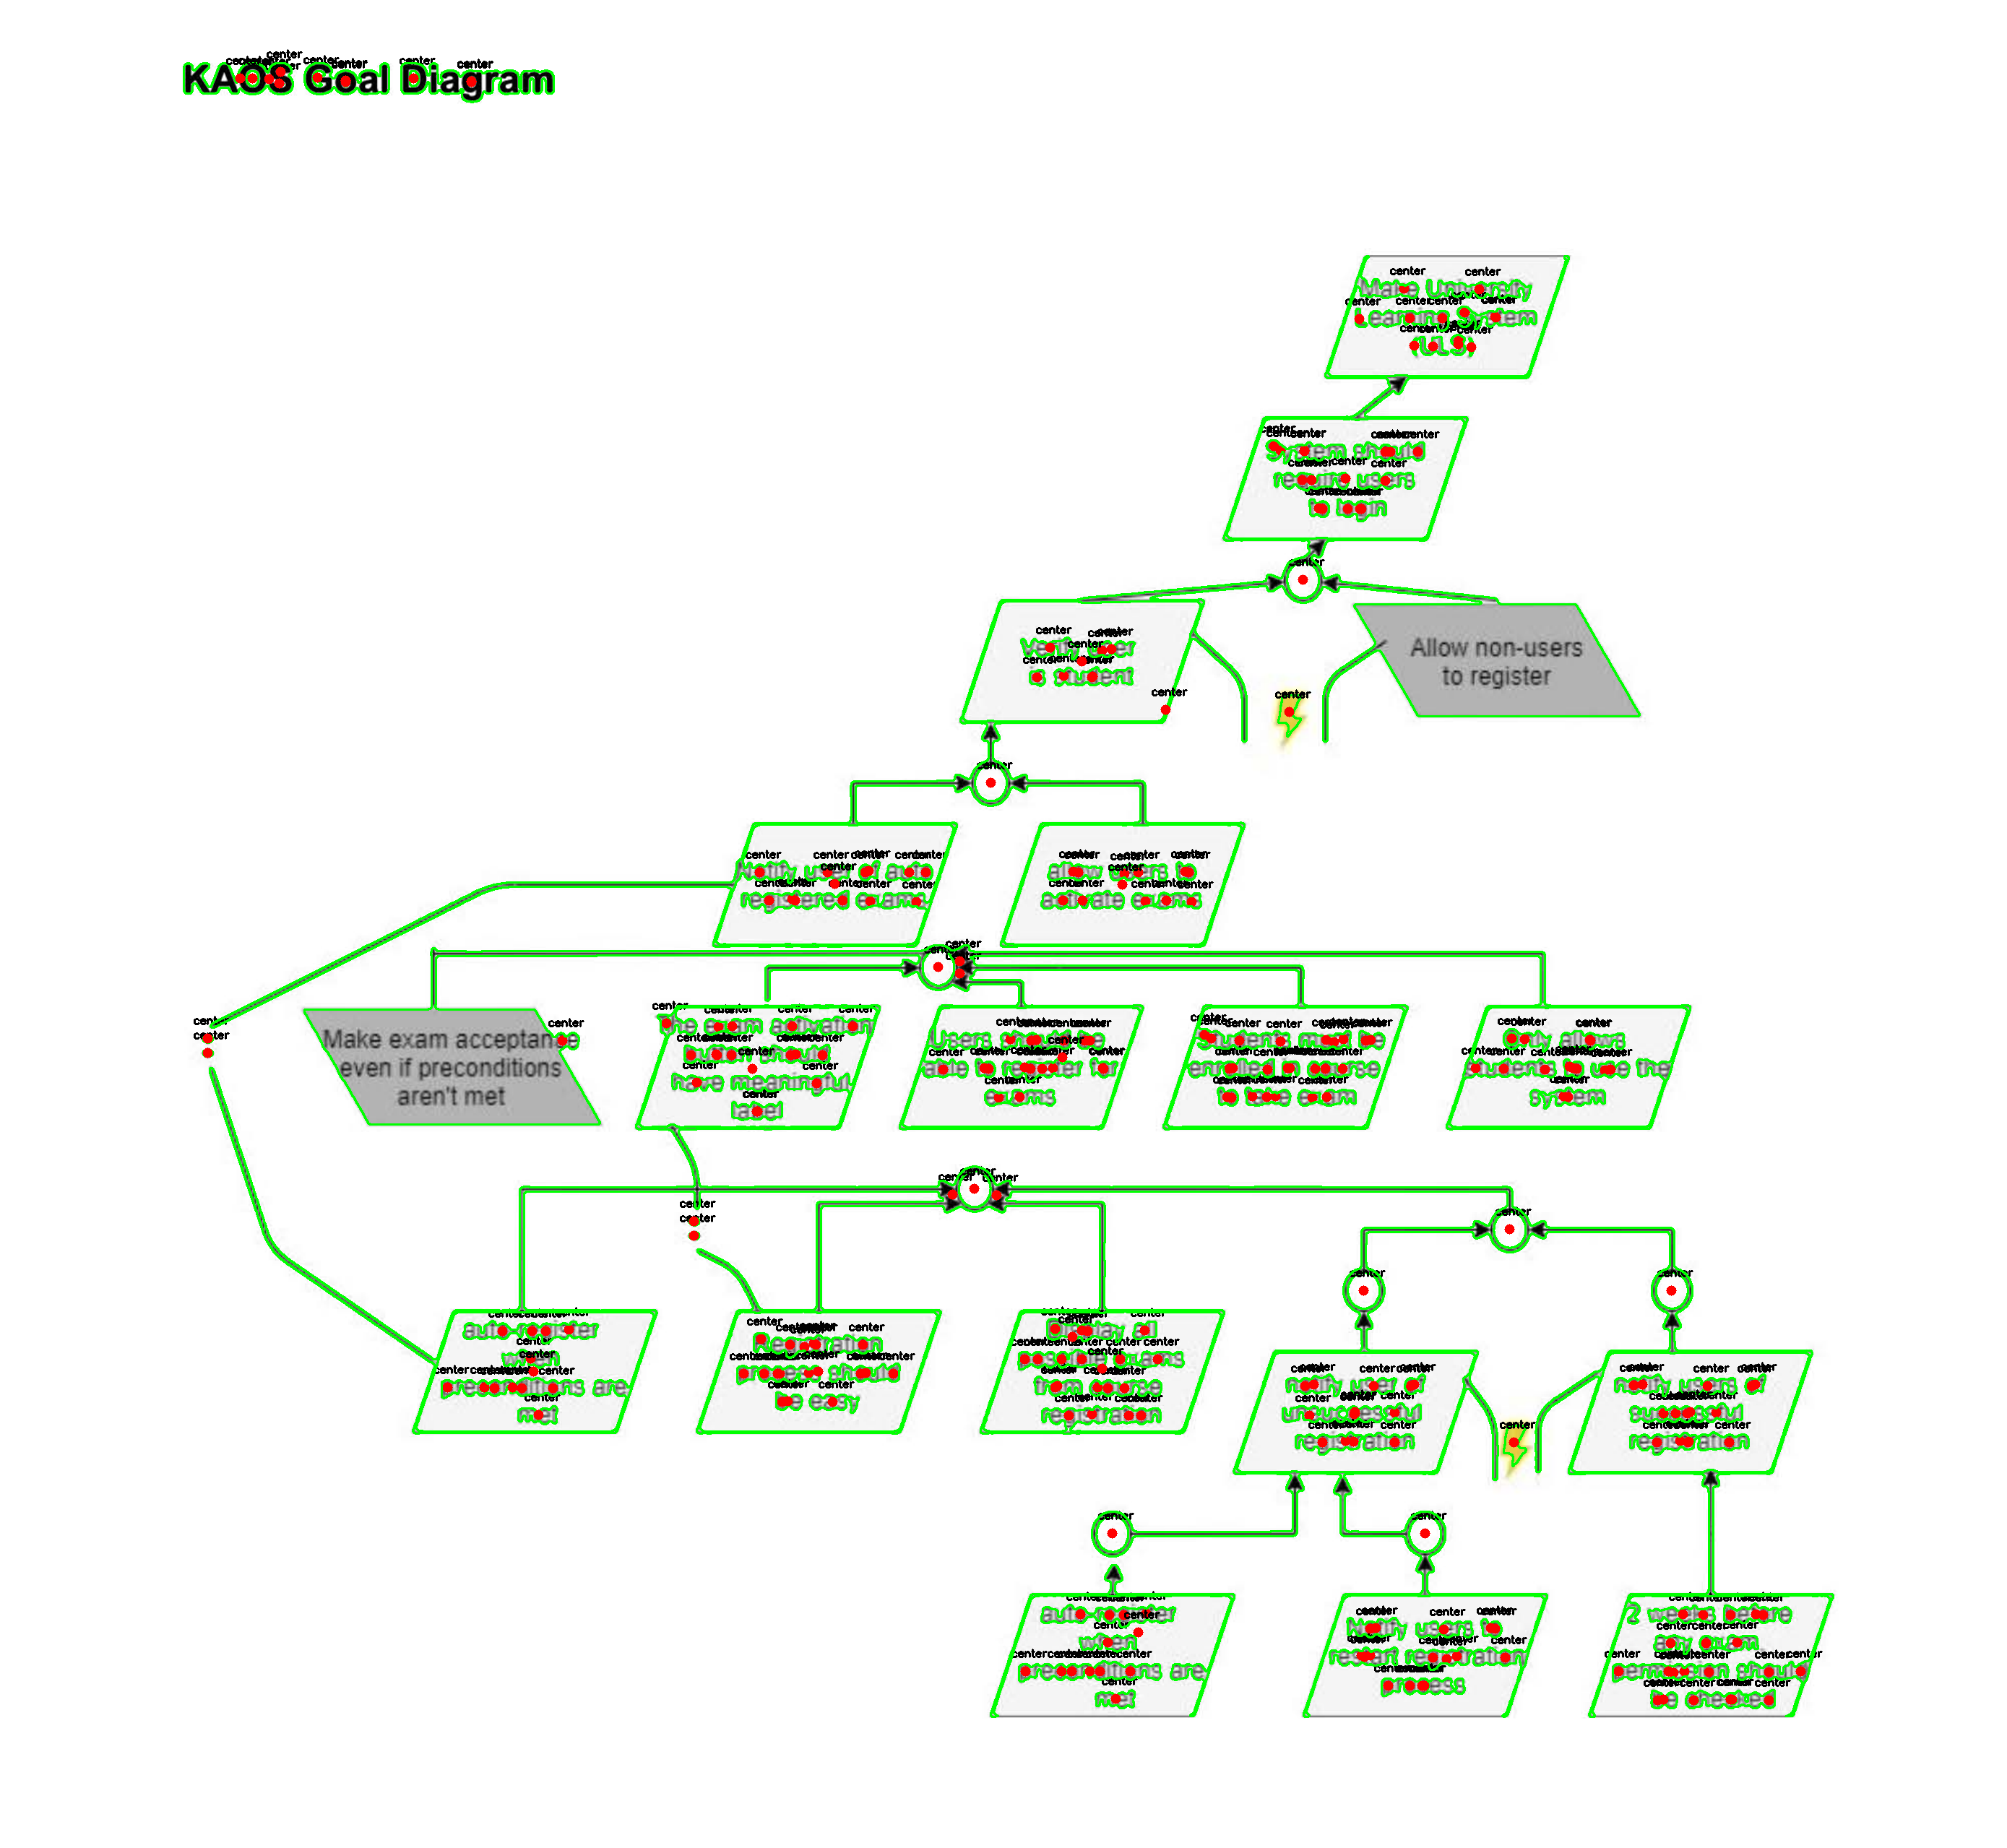 KAOS Goal Diagram
Make University
Learning System
(ULS)
System should
require users
to login
Verify user
is student
Allow non-users
to register
Notify user of auto
registered exams
allow users to
activate exams
Make exam acceptance
even if preconditions
aren't met
The exam activation
button should
have meaningful
label
Users should be
able to register for
exams
Students must be
enrolled in course
to take exam
Only allows
students to use the
system
auto-register
when
preconditions are
met
Registration
process should
be easy
Display all
possible exams
from course
registration
notify user of
unsuccessful
registration
notify users of
successful
registration
auto-register
when
preconditions are
met
Notify users to
restart registration
process
2 weeks before
any exam
permission should
be checked